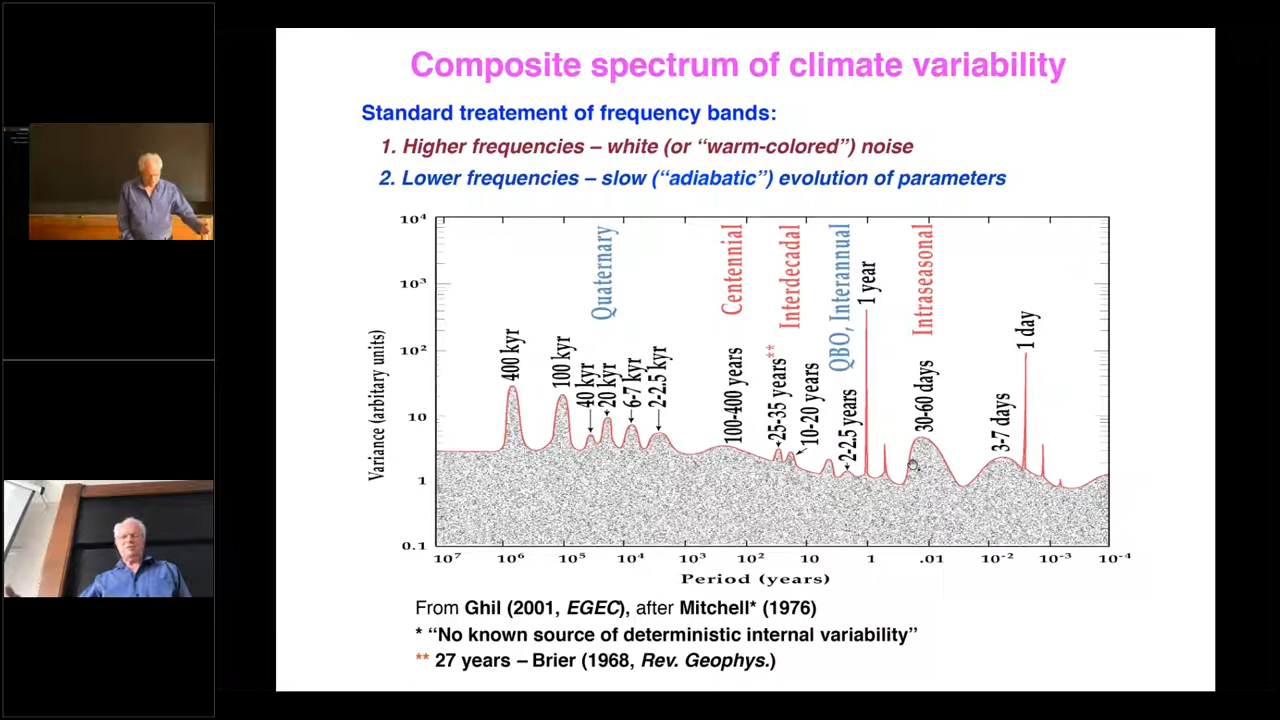 Composite spectrum of climate variability
Standard treatement of frequency bands:
1. Higher frequencies – white (or “warm-colored”) noise
2. Lower frequencies – slow (“adiabatic”) evolution of parameters
10⁴
10³
10²
10
1
0.1
Variance (arbitrary units)
400 kyr
100 kyr
40 kyr
20 kyr
6-7 kyr
2-2.5 kyr
Quaternary
100-400 years
Centennial
25-35 years**
Interdecadal
10-20 years
QBO, Interannual
2-2.5 years
1 year
Intraseasonal
30-60 days
3-7 days
1 day
10⁷ 10⁶ 10⁵ 10⁴ 10³ 10² 10 1 .01 10⁻² 10⁻³ 10⁻⁴
Period (years)
From Ghil (2001, EGEC), after Mitchell* (1976)
* “No known source of deterministic internal variability”
** 27 years – Brier (1968, Rev. Geophys.)